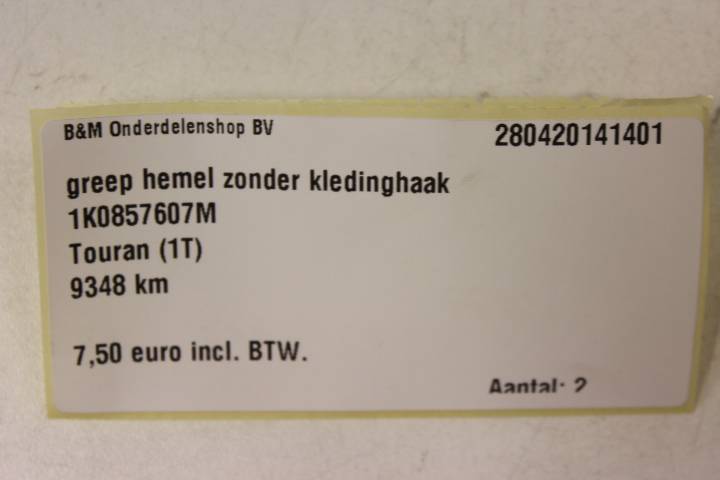 B&M Onderdelenshop BV 280420141401
greep hemel zonder kledinghaak
1K0857607M
Touran (1T)
9348 km
7,50 euro incl. BTW.
Aantal: 2